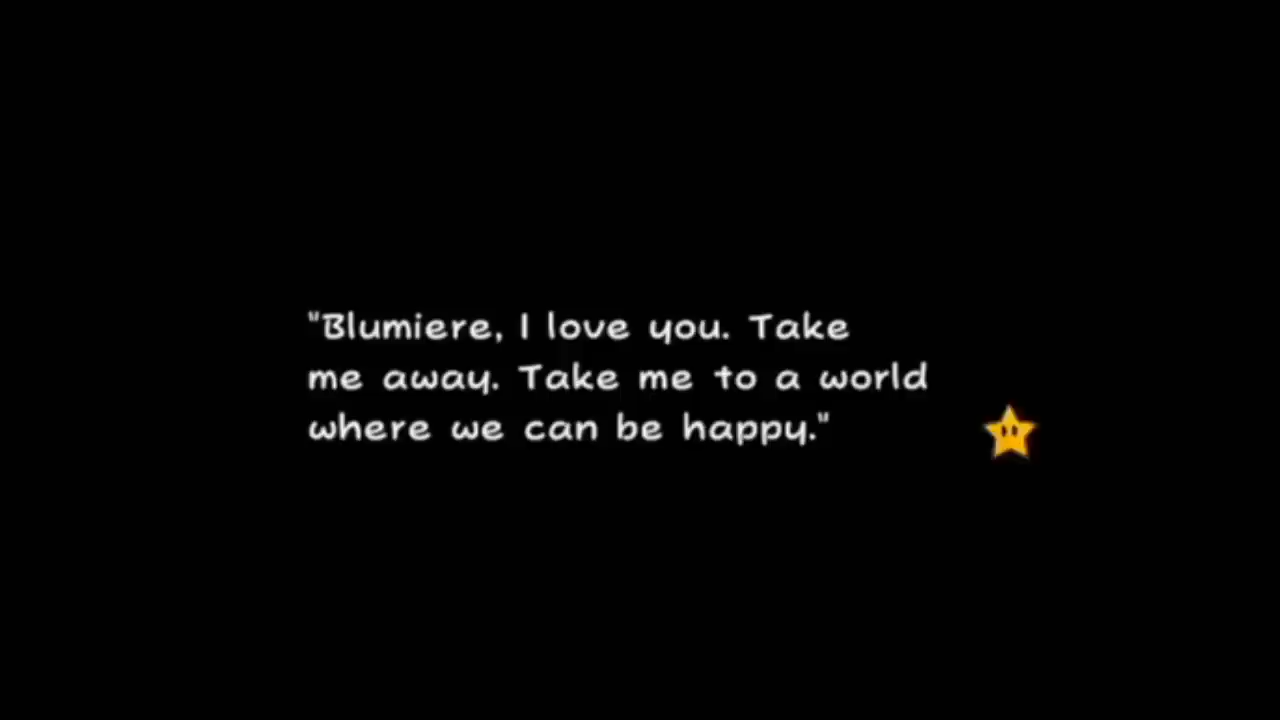 "Blumiere, I love you. Take
me away. Take me to a world
where we can be happy."